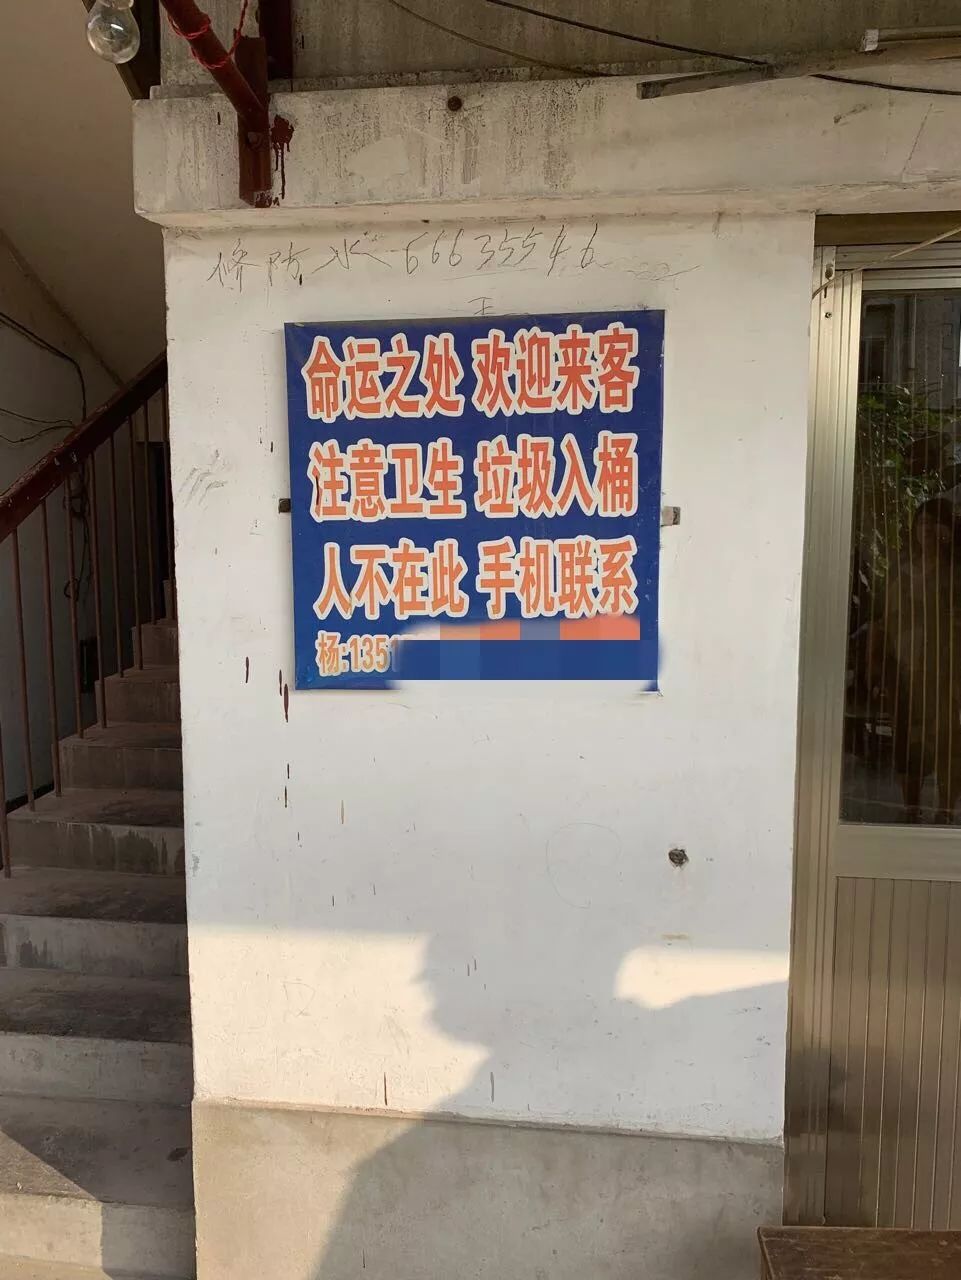 修防水 66635546
命运之处 欢迎来客
注意卫生 垃圾入桶
人不在此 手机联系
杨:1351